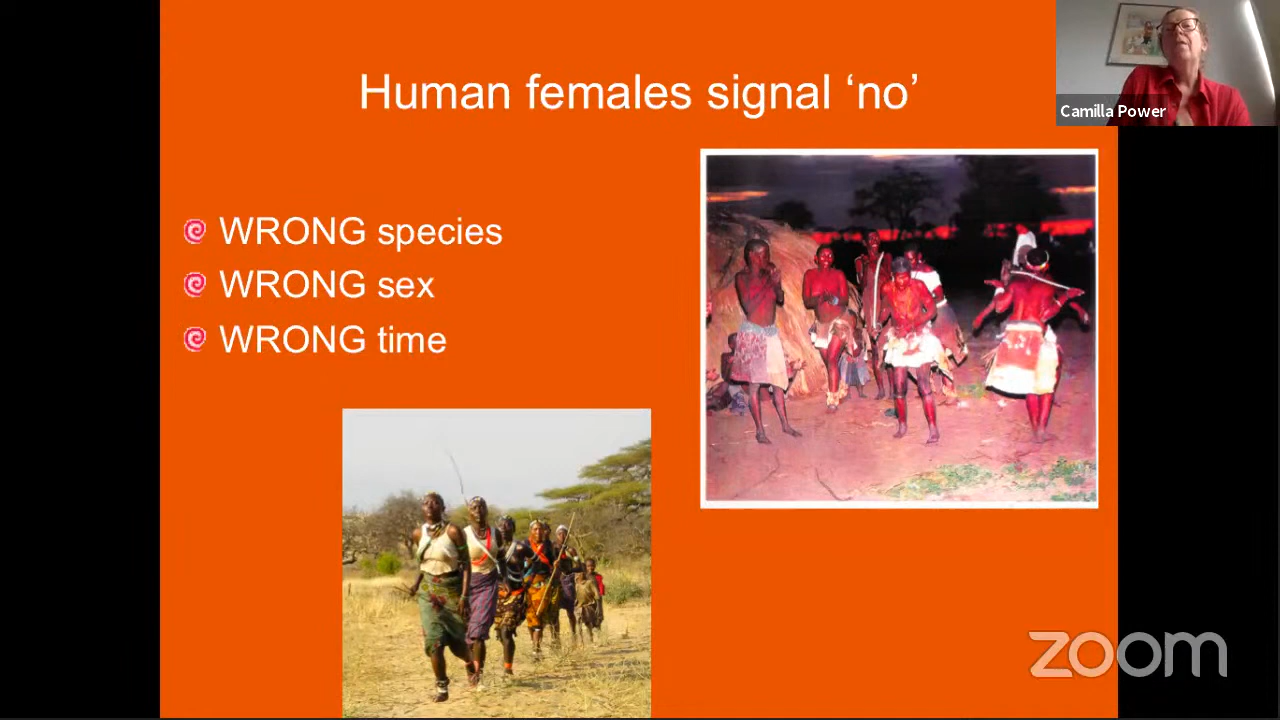 Human females signal ‘no’
Camilla Power
WRONG species
WRONG sex
WRONG time
zoom